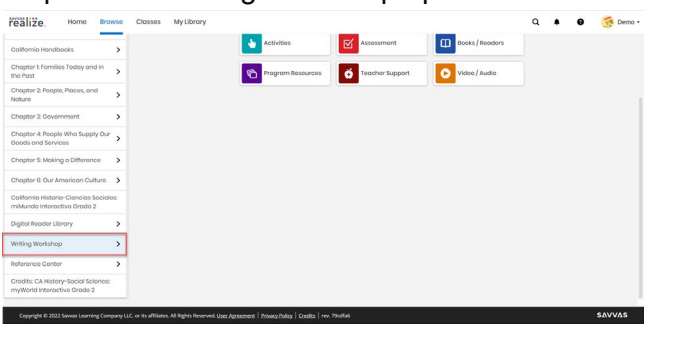 SAVVAS
realize.
Home
Browse
Classes
My Library
Demo
California Handbooks
Chapter 1: Families Today and in
the Past
Chapter 2: People, Places, and
Nature
Chapter 3: Government
Chapter 4: People Who Supply Our
Goods and Services
Chapter 5: Making a Difference
Chapter 6: Our American Culture
California Historia-Ciencias Sociales:
miMundo Interactive Grado 2
Digital Reader Library
Writing Workshop
Reference Center
Credits: CA History-Social Science:
myWorld Interactive Grade 2
Activities
Assessment
Books / Readers
Program Resources
Teacher Support
Video / Audio
Copyright © 2022 Savvas Learning Company LLC. or its affiliates. All Rights Reserved. User Agreement | Privacy Policy | Credits | rev.
SAVVAS